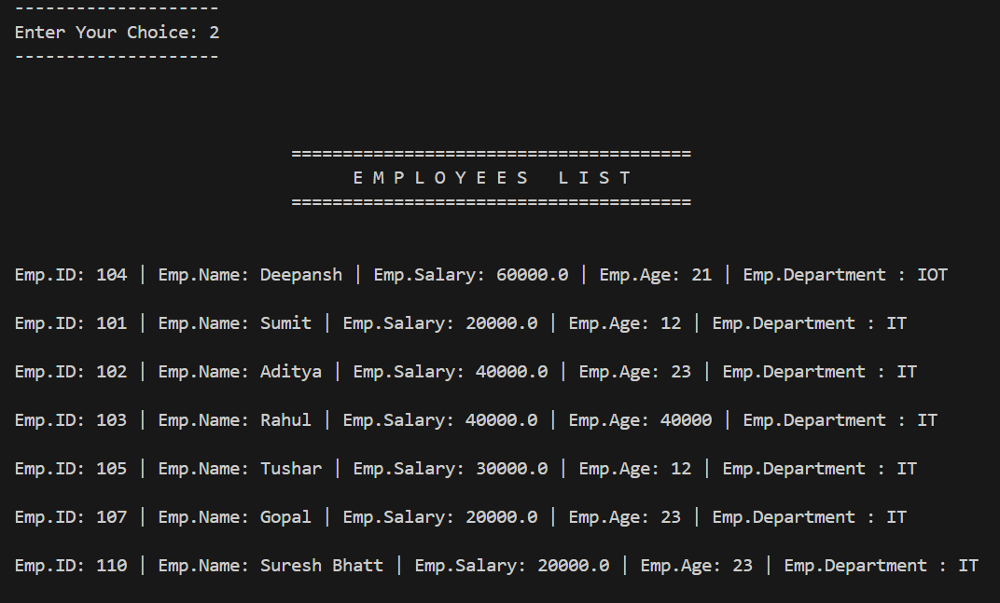 --------------------
Enter Your Choice: 2
--------------------
=======================================
E M P L O Y E E S   L I S T
=======================================
Emp.ID: 104 | Emp.Name: Deepansh | Emp.Salary: 60000.0 | Emp.Age: 21 | Emp.Department : IOT
Emp.ID: 101 | Emp.Name: Sumit | Emp.Salary: 20000.0 | Emp.Age: 12 | Emp.Department : IT
Emp.ID: 102 | Emp.Name: Aditya | Emp.Salary: 40000.0 | Emp.Age: 23 | Emp.Department : IT
Emp.ID: 103 | Emp.Name: Rahul | Emp.Salary: 40000.0 | Emp.Age: 40000 | Emp.Department : IT
Emp.ID: 105 | Emp.Name: Tushar | Emp.Salary: 30000.0 | Emp.Age: 12 | Emp.Department : IT
Emp.ID: 107 | Emp.Name: Gopal | Emp.Salary: 20000.0 | Emp.Age: 23 | Emp.Department : IT
Emp.ID: 110 | Emp.Name: Suresh Bhatt | Emp.Salary: 20000.0 | Emp.Age: 23 | Emp.Department : IT